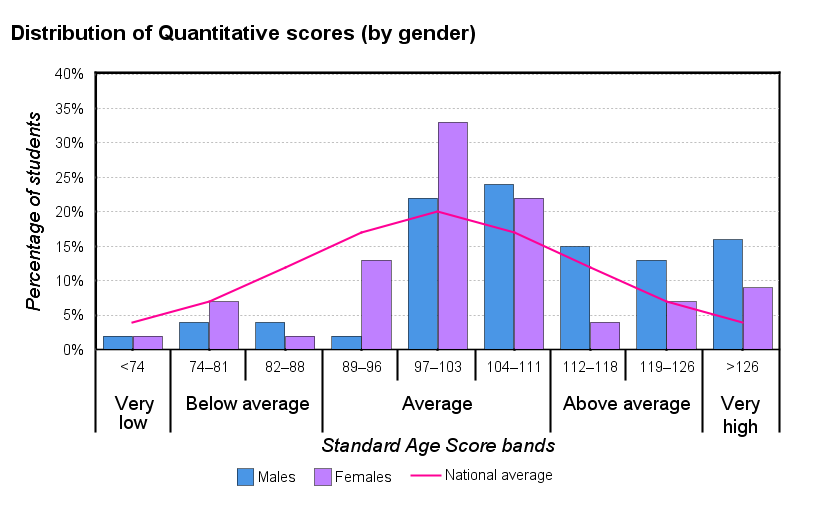 Distribution of Quantitative scores (by gender)
Percentage of students
40%
35%
30%
25%
20%
15%
10%
5%
0%
<74 74–81 82–88 89–96 97–103 104–111 112–118 119–126 >126
Very low Below average Average Above average Very high
Standard Age Score bands
Males Females National average